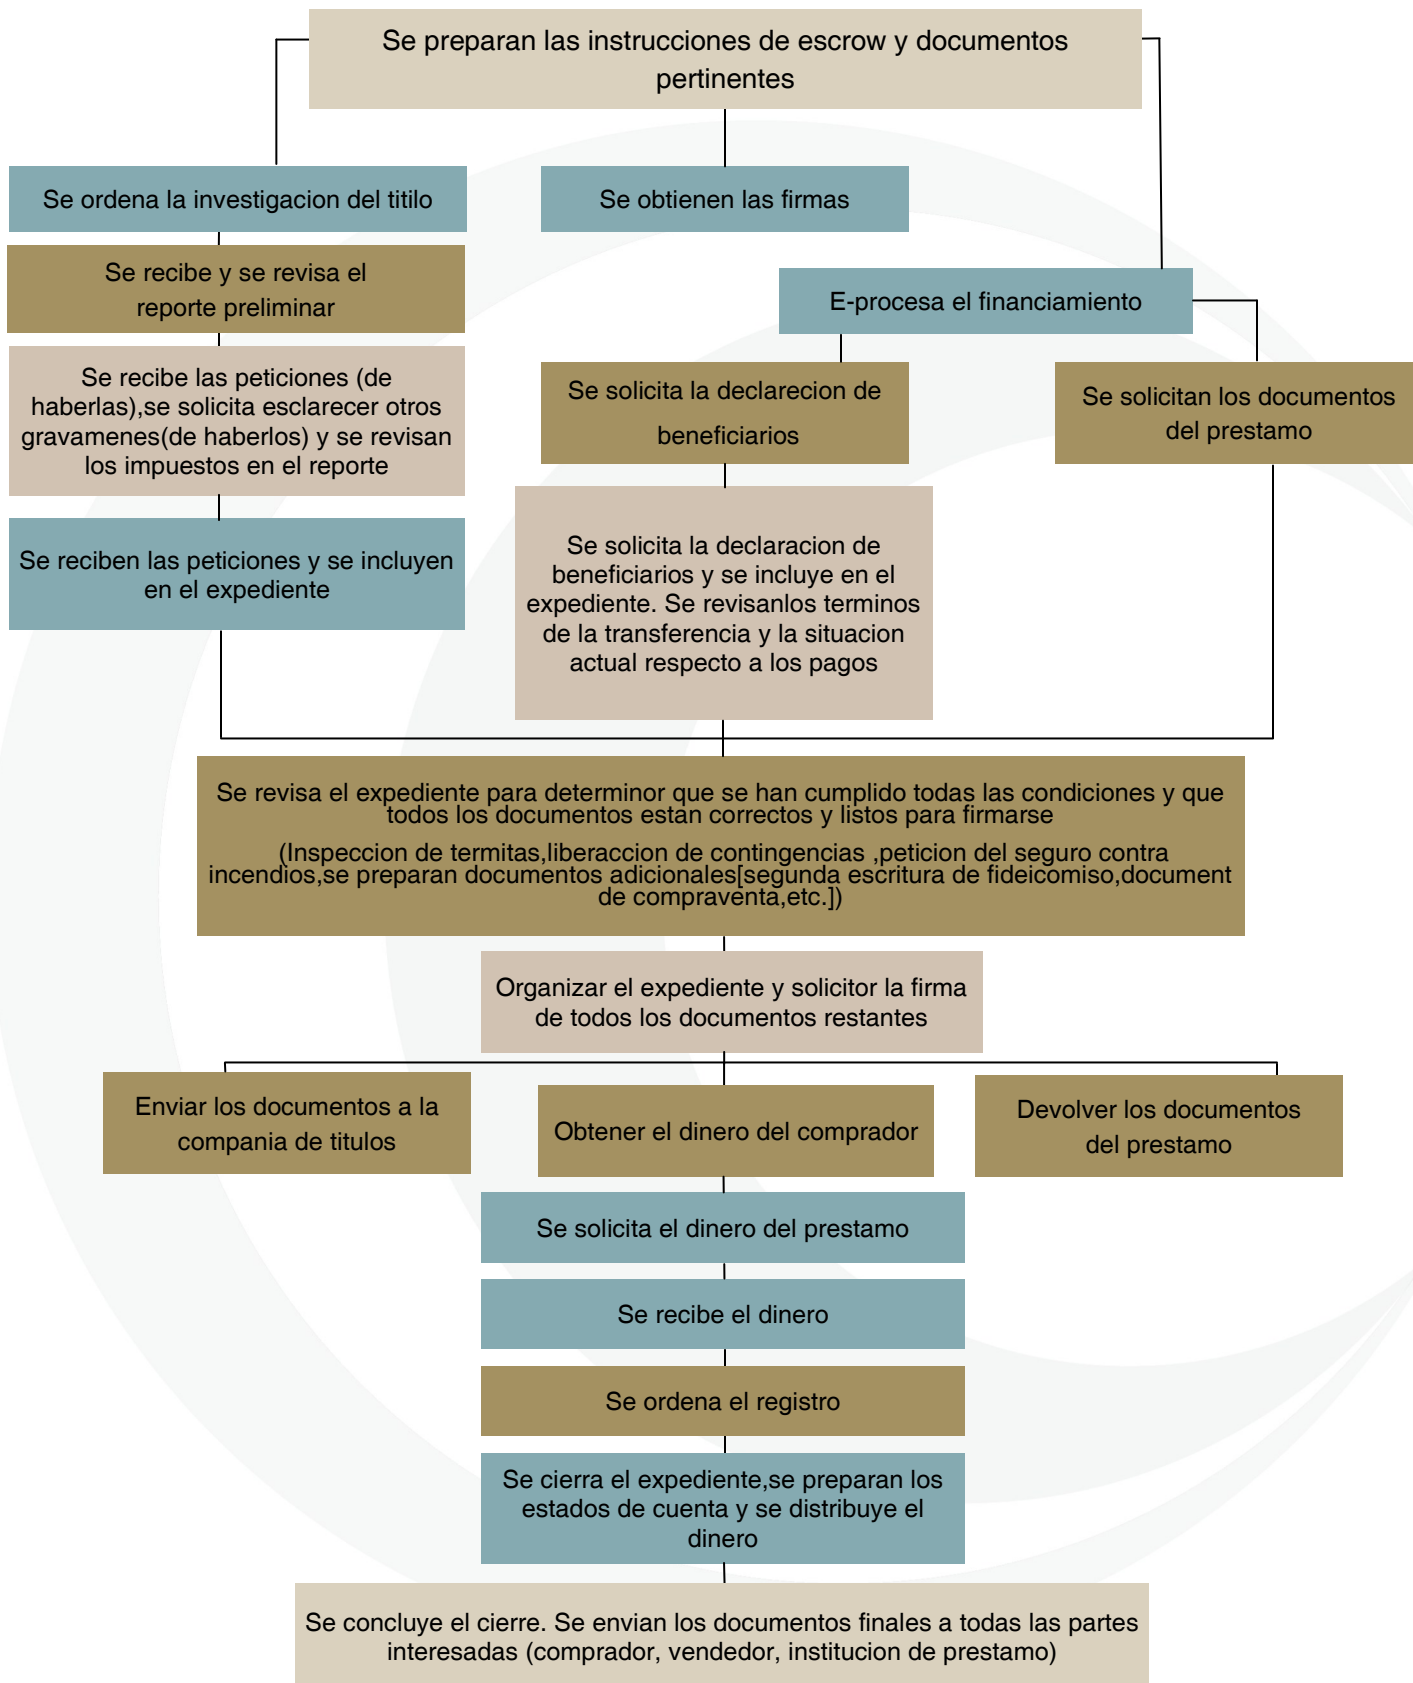 Se preparan las instrucciones de escrow y documentos
pertinentes
Se ordena la investigacion del titilo
Se obtienen las firmas
Se recibe y se revisa el
reporte preliminar
E-procesa el financiamiento
Se recibe las peticiones (de
haberlas),se solicita esclarecer otros
gravamenes(de haberlos) y se revisan
los impuestos en el reporte
Se solicita la declarecion de
beneficiarios
Se solicitan los documentos
del prestamo
Se reciben las peticiones y se incluyen
en el expediente
Se solicita la declaracion de
beneficiarios y se incluye en el
expediente. Se revisanlos terminos
de la transferencia y la situacion
actual respecto a los pagos
Se revisa el expediente para determinor que se han cumplido todas las condiciones y que
todos los documentos estan correctos y listos para firmarse
(Inspeccion de termitas,liberaccion de contingencias ,peticion del seguro contra
incendios,se preparan documentos adicionales[segunda escritura de fideicomiso,document
de compraventa,etc.])
Organizar el expediente y solicitor la firma
de todos los documentos restantes
Enviar los documentos a la
compania de titulos
Obtener el dinero del comprador
Devolver los documentos
del prestamo
Se solicita el dinero del prestamo
Se recibe el dinero
Se ordena el registro
Se cierra el expediente,se preparan los
estados de cuenta y se distribuye el
dinero
Se concluye el cierre. Se envian los documentos finales a todas las partes
interesadas (comprador, vendedor, institucion de prestamo)